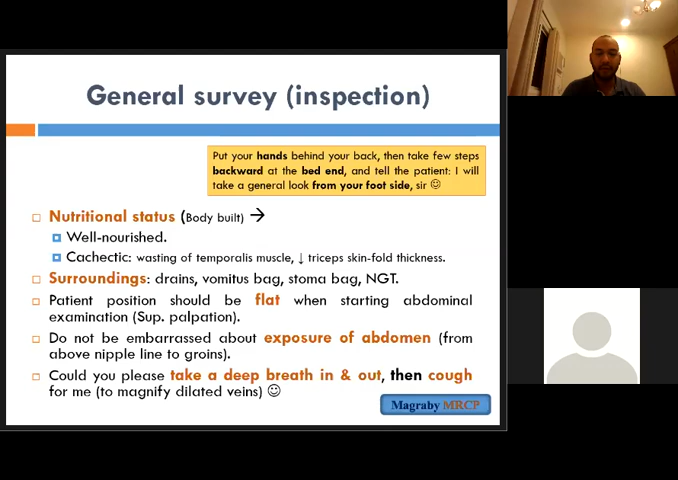 General survey (inspection)
Put your hands behind your back, then take few steps
backward at the bed end, and tell the patient: I will
take a general look from your foot side, sir ☺
Nutritional status (Body built) →
Well-nourished.
Cachectic: wasting of temporalis muscle, ↓ triceps skin-fold thickness.
Surroundings: drains, vomitus bag, stoma bag, NGT.
Patient position should be flat when starting abdominal
examination (Sup. palpation).
Do not be embarrassed about exposure of abdomen (from
above nipple line to groins).
Could you please take a deep breath in & out, then cough
for me (to magnify dilated veins) ☺
Magraby MRCP